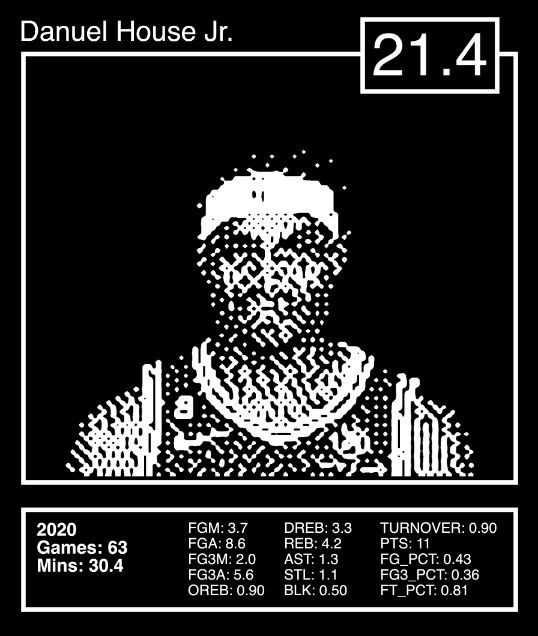 Danuel House Jr.
21.4
2020
Games: 63
Mins: 30.4
FGM: 3.7
FGA: 8.6
FG3M: 2.0
FG3A: 5.6
OREB: 0.90
DREB: 3.3
REB: 4.2
AST: 1.3
STL: 1.1
BLK: 0.50
TURNOVER: 0.90
PTS: 11
FG_PCT: 0.43
FG3_PCT: 0.36
FT_PCT: 0.81